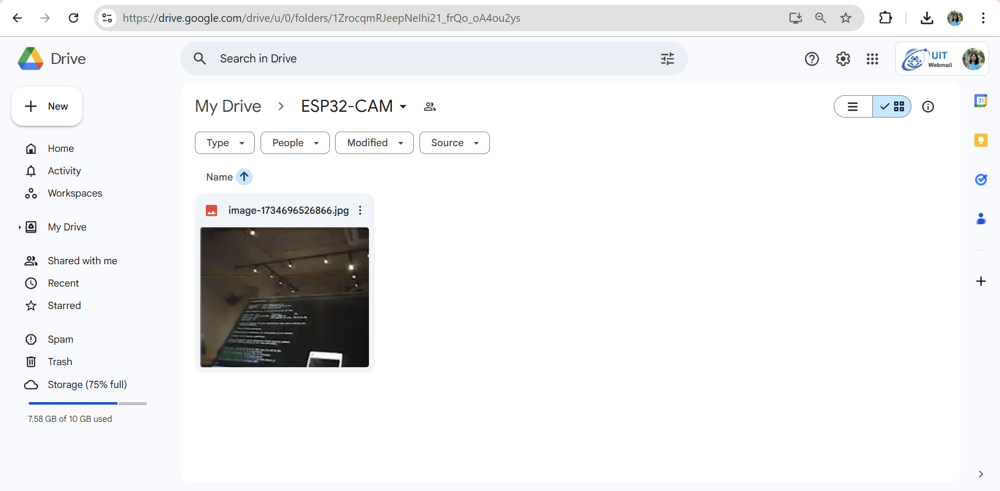 https://drive.google.com/drive/u/0/folders/1ZrocqmRJeepNeIhi21_frQo_oA4ou2ys
Drive
Search in Drive
UIT
Webmail
New
My Drive
ESP32-CAM
31
Type
People
Modified
Source
Home
Activity
Workspaces
Name
image-1734696526866.jpg
My Drive
Shared with me
Recent
Starred
Spam
Trash
Storage (75% full)
7.58 GB of 10 GB used